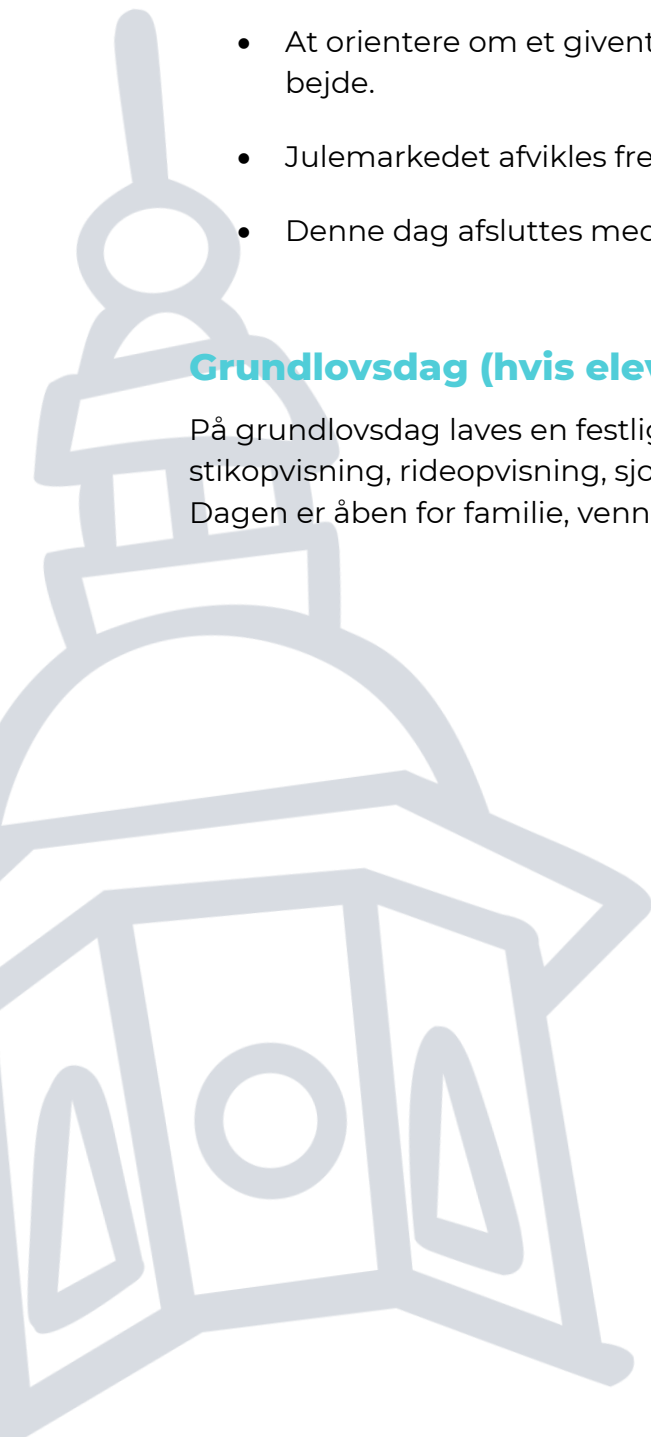 • At orientere om et givent
bejde.
• Julemarkedet afvikles fre
• Denne dag afsluttes med
Grundlovsdag (hvis elev
På grundlovsdag laves en festlig
stikopvisning, rideopvisning, sjo
Dagen er åben for familie, venn